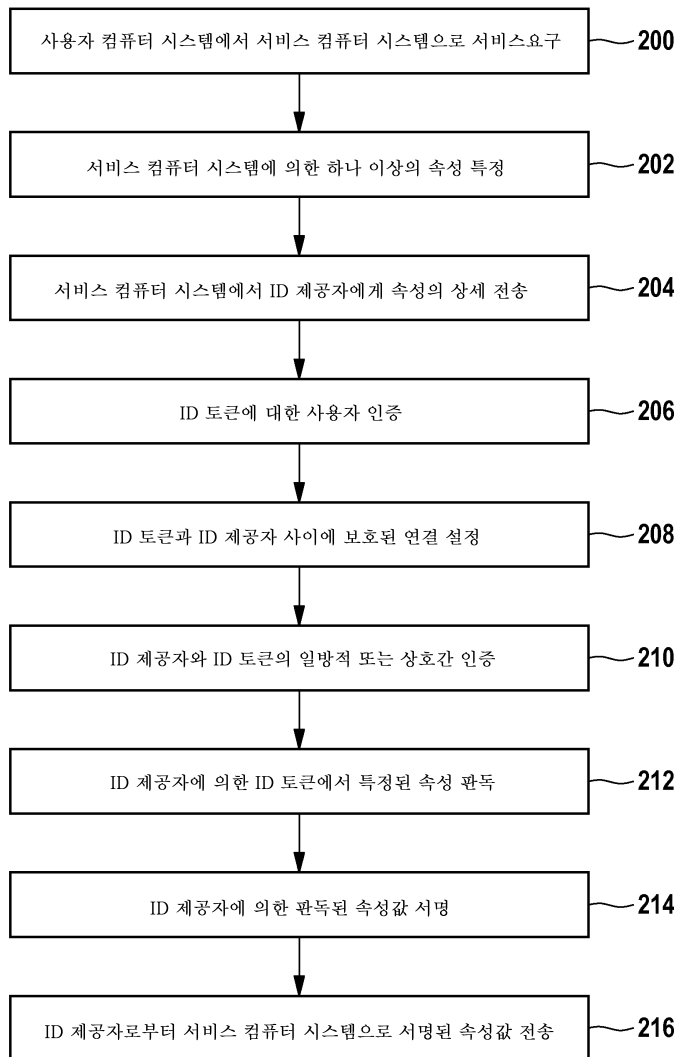 사용자 컴퓨터 시스템에서 서비스 컴퓨터 시스템으로 서비스요구 200
서비스 컴퓨터 시스템에 의한 하나 이상의 속성 특정 202
서비스 컴퓨터 시스템에서 ID 제공자에게 속성의 상세 전송 204
ID 토큰에 대한 사용자 인증 206
ID 토큰과 ID 제공자 사이에 보호된 연결 설정 208
ID 제공자와 ID 토큰의 일방적 또는 상호간 인증 210
ID 제공자에 의한 ID 토큰에서 특정된 속성 판독 212
ID 제공자에 의한 판독된 속성값 서명 214
ID 제공자로부터 서비스 컴퓨터 시스템으로 서명된 속성값 전송 216